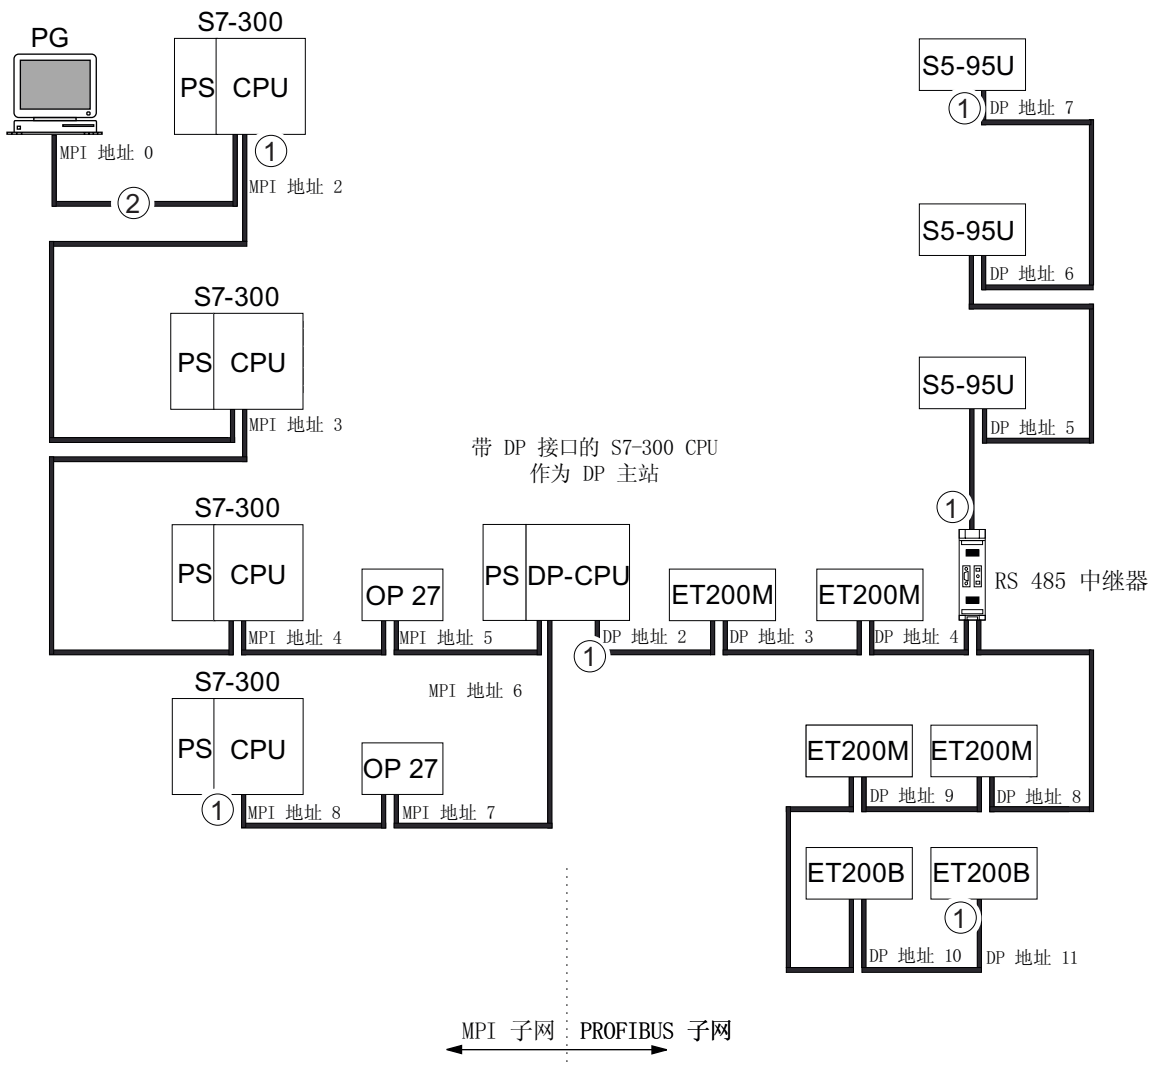 S7-300
PG
PS
CPU
①
MPI 地址 0
MPI 地址 2
②
S5-95U
①
DP 地址 7
S5-95U
DP 地址 6
S7-300
PS
CPU
MPI 地址 3
S5-95U
DP 地址 5
带 DP 接口的 S7-300 CPU
作为 DP 主站
S7-300
PS
CPU
MPI 地址 4
OP 27
MPI 地址 5
PS
DP-CPU
MPI 地址 6
①
DP 地址 2
ET200M
DP 地址 3
ET200M
DP 地址 4
①
RS 485 中继器
S7-300
PS
CPU
①
MPI 地址 8
OP 27
MPI 地址 7
ET200M
ET200M
DP 地址 9
DP 地址 8
ET200B
ET200B
①
DP 地址 10
DP 地址 11
MPI 子网
PROFIBUS 子网